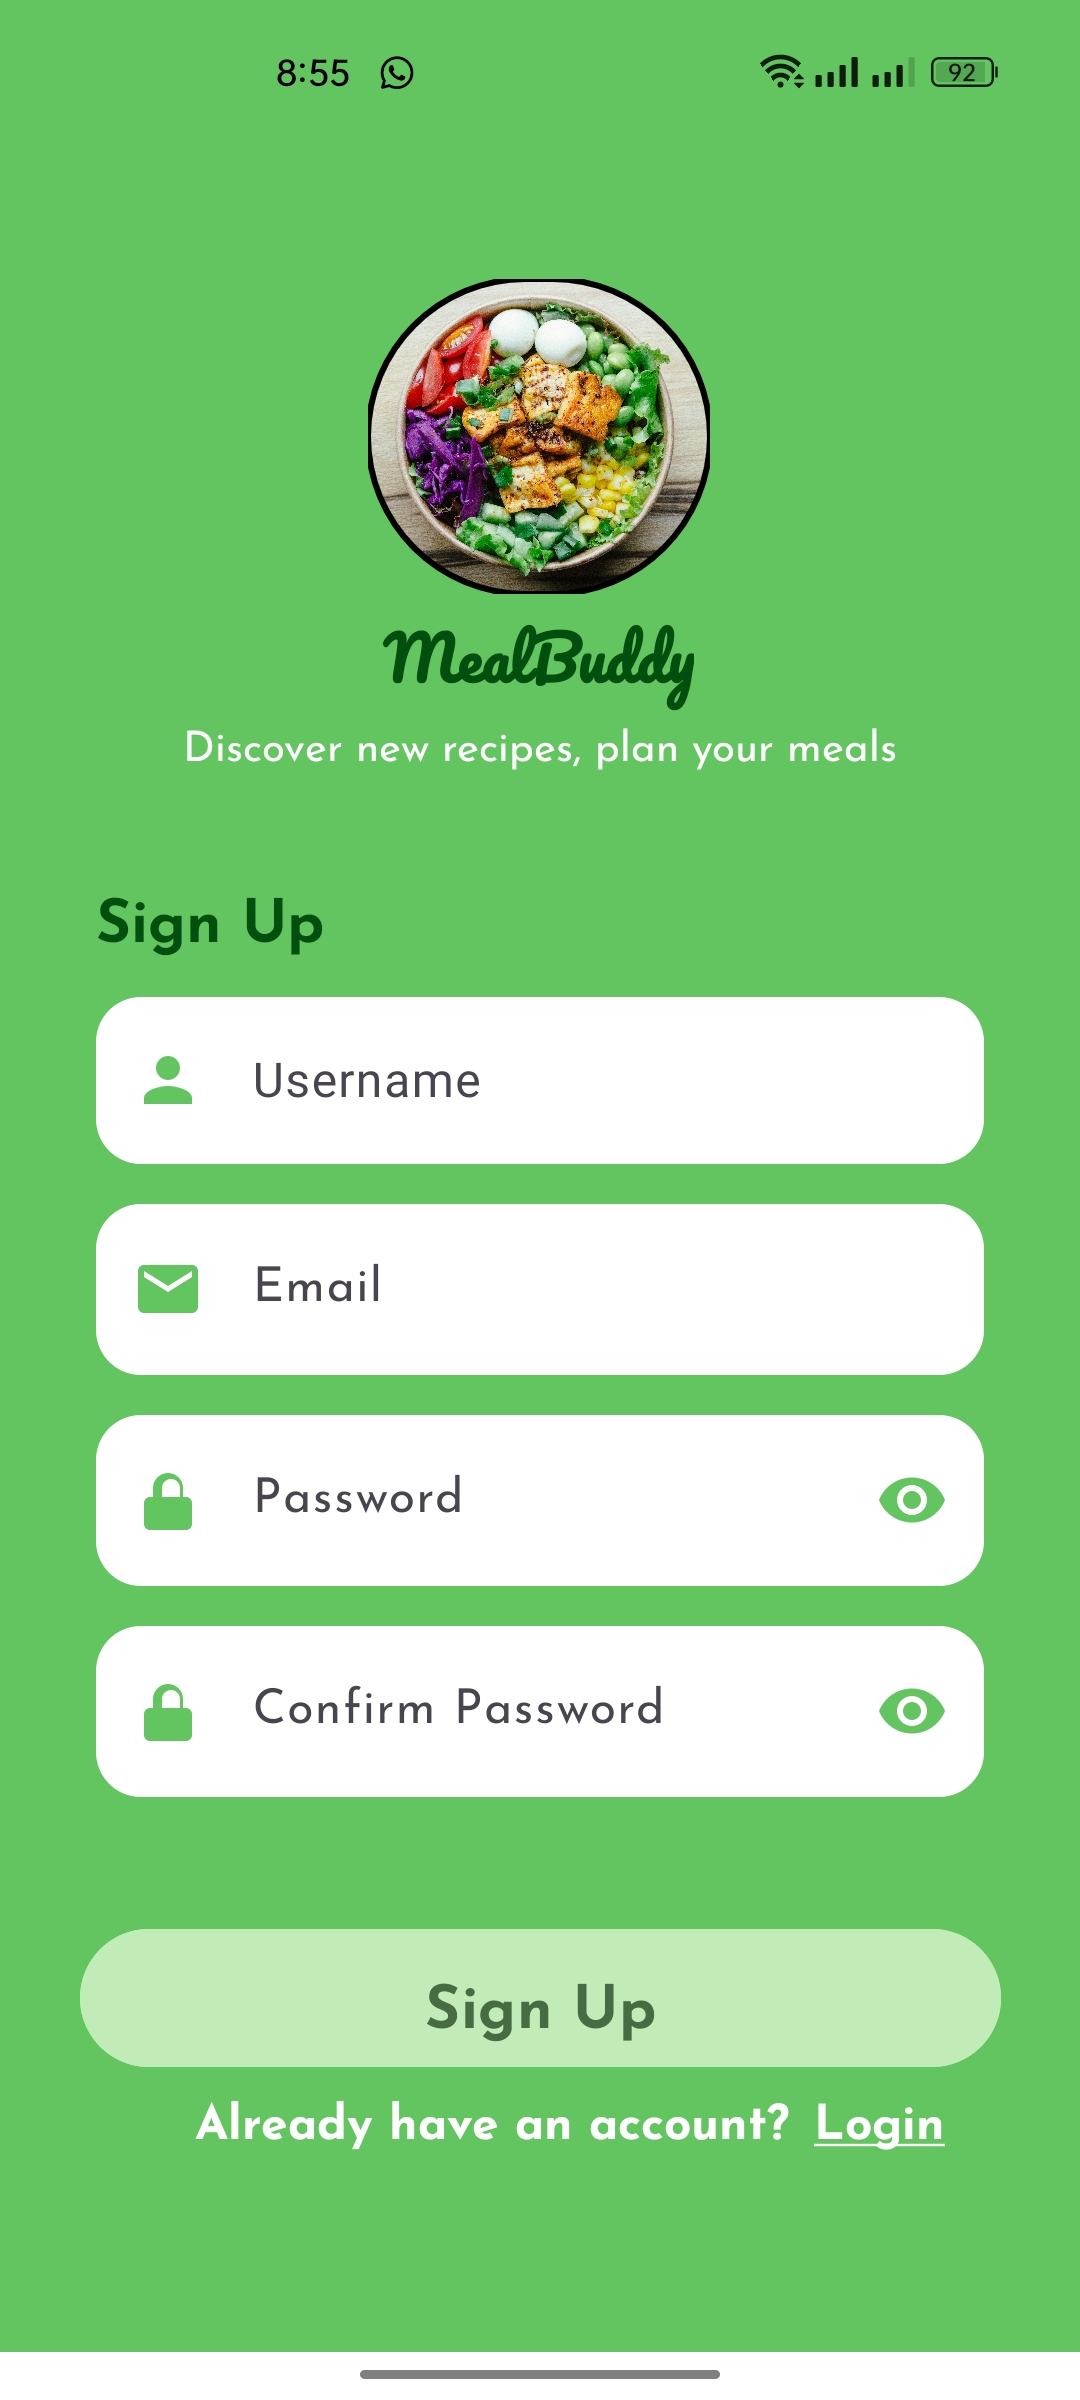 8:55 92
MealBuddy
Discover new recipes, plan your meals
Sign Up
Username
Email
Password
Confirm Password
Sign Up
Already have an account? Login